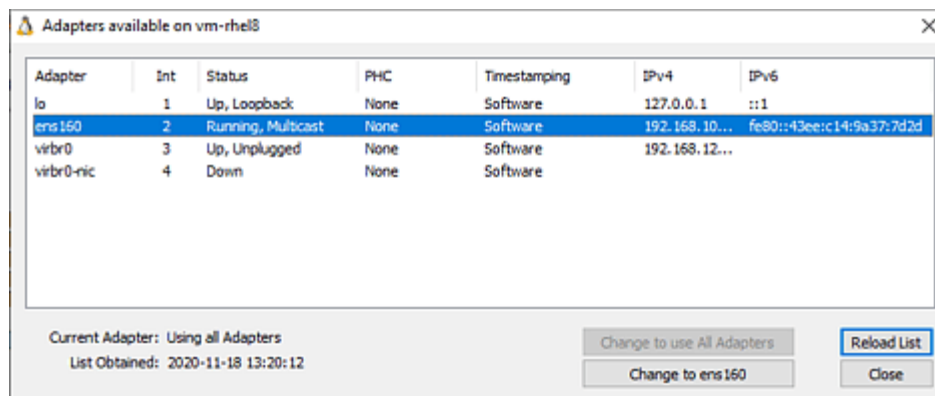 Adapters available on vm-rhel8
Adapter Int Status PHC Timestamping IPv4 IPv6
lo 1 Up, Loopback None Software 127.0.0.1 ::1
ens160 2 Running, Multicast None Software 192.168.10... fe80::43ee:c14:9a37:7d2d
virbr0 3 Up, Unplugged None Software 192.168.12...
virbr0-nic 4 Down None Software
Current Adapter: Using all Adapters
Change to use All Adapters Reload List
List Obtained: 2020-11-18 13:20:12
Change to ens160 Close